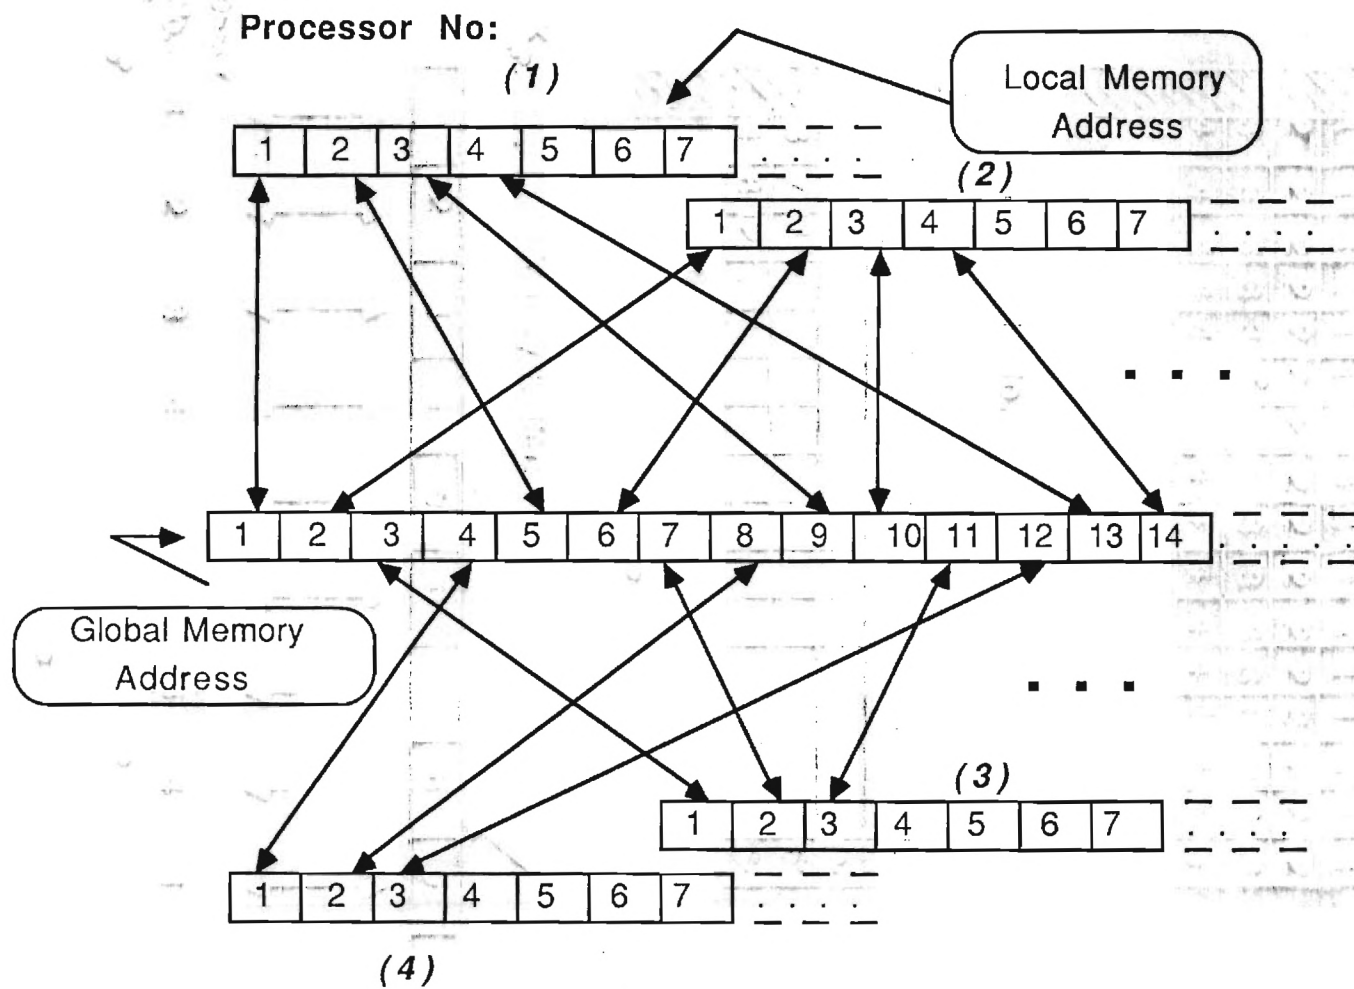 Processor No:
(1)
Local Memory
Address
1 2 3 4 5 6 7 . . . .
(2)
1 2 3 4 5 6 7 . . . .
. . .
1 2 3 4 5 6 7 8 9 10 11 12 13 14 . . . . .
Global Memory
Address
. . .
(3)
1 2 3 4 5 6 7 . . . .
1 2 3 4 5 6 7 . . . .
(4)